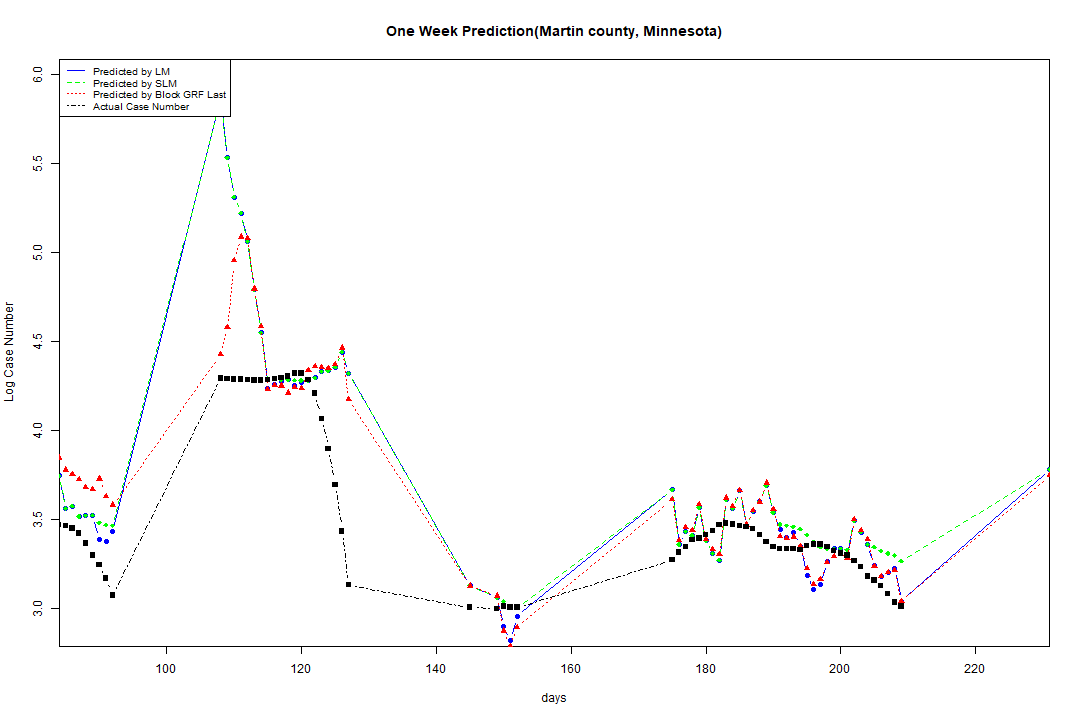 One Week Prediction(Martin county, Minnesota)
Predicted by LM
Predicted by SLM
Predicted by Block GRF Last
Actual Case Number
6.0
5.5
5.0
4.5
4.0
3.5
3.0
Log Case Number
100 120 140 160 180 200 220
days